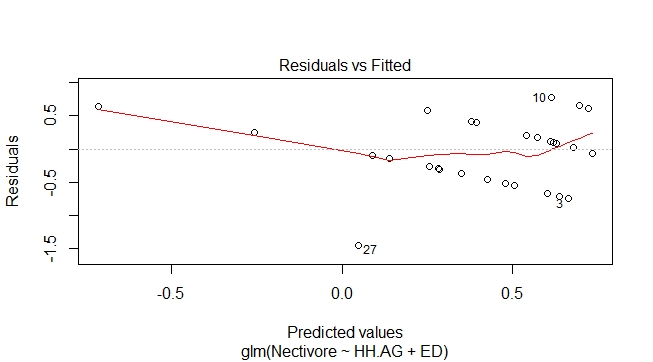 Residuals vs Fitted
Residuals
0.5
-0.5
-1.5
10
3
27
-0.5
0.0
0.5
Predicted values
glm(Nectivore ~ HH.AG + ED)